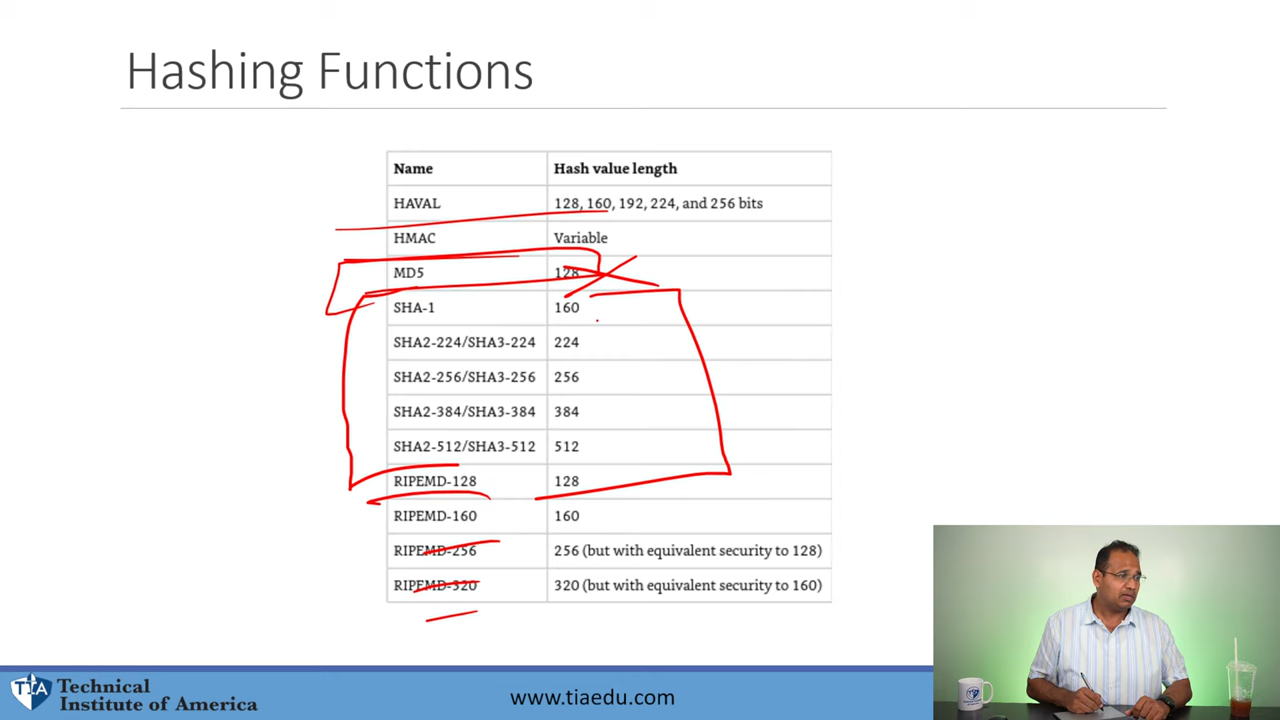 Hashing Functions
Name Hash value length
HAVAL 128, 160, 192, 224, and 256 bits
HMAC Variable
MD5 128
SHA-1 160
SHA2-224/SHA3-224 224
SHA2-256/SHA3-256 256
SHA2-384/SHA3-384 384
SHA2-512/SHA3-512 512
RIPEMD-128 128
RIPEMD-160 160
RIPEMD-256 256 (but with equivalent security to 128)
RIPEMD-320 320 (but with equivalent security to 160)
TIA Technical
Institute of America
www.tiaedu.com